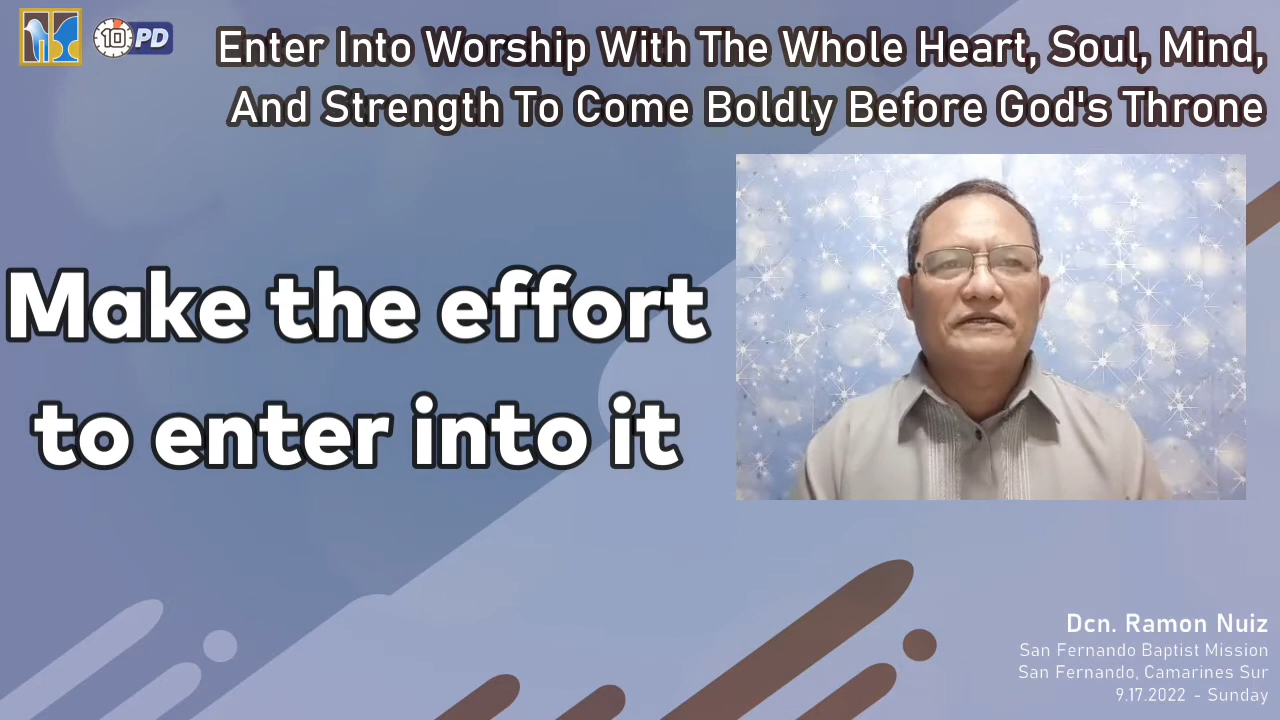 10PD
Enter Into Worship With The Whole Heart, Soul, Mind,
And Strength To Come Boldly Before God's Throne
Make the effort
to enter into it
Dcn. Ramon Nuiz
San Fernando Baptist Mission
San Fernando, Camarines Sur
9.17.2022 - Sunday